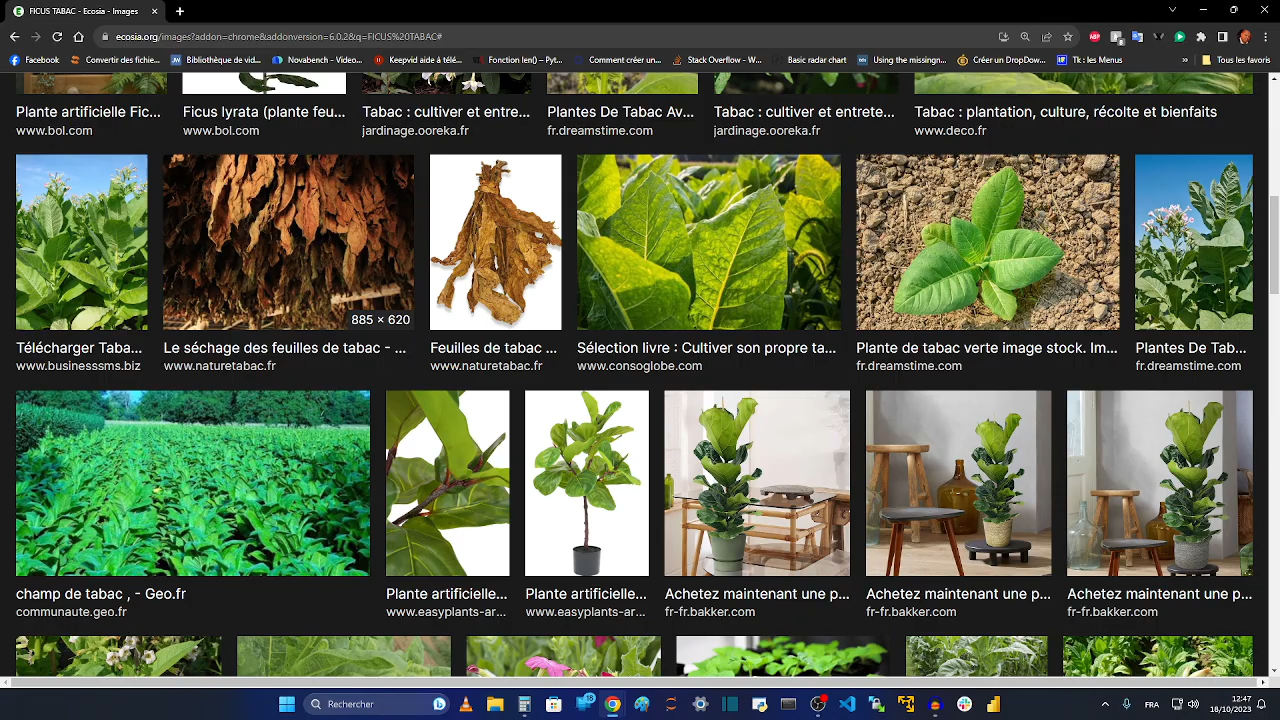 FICUS TABAC - Ecosia - Images
ecosia.org/images?addon=chrome&addonversion=6.0.2&q=FICUS%20TABAC#
Facebook
Convertir des fichie...
Bibliothèque de vid...
Novabench - Video...
Keepvid aide à télé...
Fonction len() – Pyt...
Comment créer un...
Stack Overflow - W...
Basic radar chart
Using the missingn...
Créer un DropDow...
Tk : les Menus
»
Tous les favoris
Plante artificielle Fic...
www.bol.com
Ficus lyrata (plante feu...
www.bol.com
Tabac : cultiver et entre...
jardinage.ooreka.fr
Plantes De Tabac Av...
fr.dreamstime.com
Tabac : cultiver et entrete...
jardinage.ooreka.fr
Tabac : plantation, culture, récolte et bienfaits
www.deco.fr
885 × 620
Télécharger Taba...
www.businesssms.biz
Le séchage des feuilles de tabac - ...
www.naturetabac.fr
Feuilles de tabac ...
www.naturetabac.fr
Sélection livre : Cultiver son propre ta...
www.consoglobe.com
Plante de tabac verte image stock. Im...
fr.dreamstime.com
Plantes De Tab...
fr.dreamstime.com
champ de tabac , - Geo.fr
communaute.geo.fr
Plante artificielle...
www.easyplants-ar...
Plante artificielle...
www.easyplants-ar...
Achetez maintenant une p...
fr-fr.bakker.com
Achetez maintenant une p...
fr-fr.bakker.com
Achetez maintenant une p...
fr-fr.bakker.com
Rechercher
18
FRA
12:47
18/10/2023